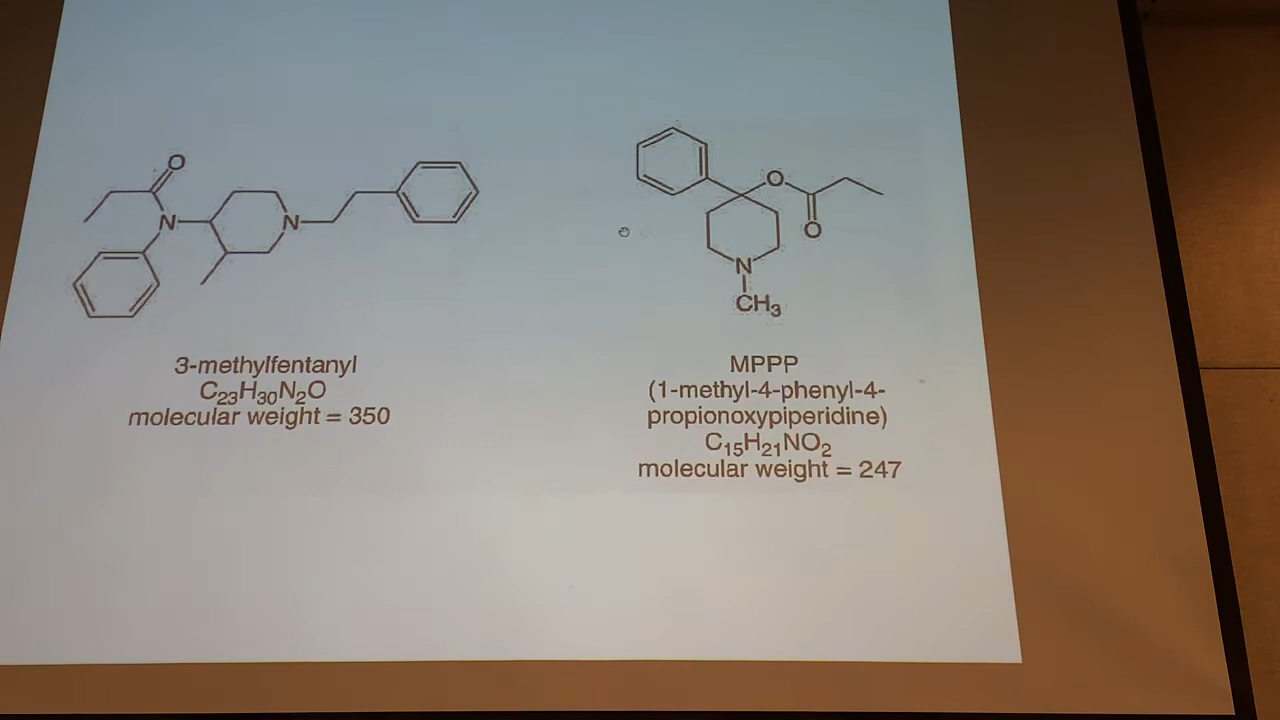 O
N
N
3-methylfentanyl
C₂₃H₃₀N₂O
molecular weight = 350
O
O
N
CH₃
MPPP
(1-methyl-4-phenyl-4-
propionoxypiperidine)
C₁₅H₂₁NO₂
molecular weight = 247